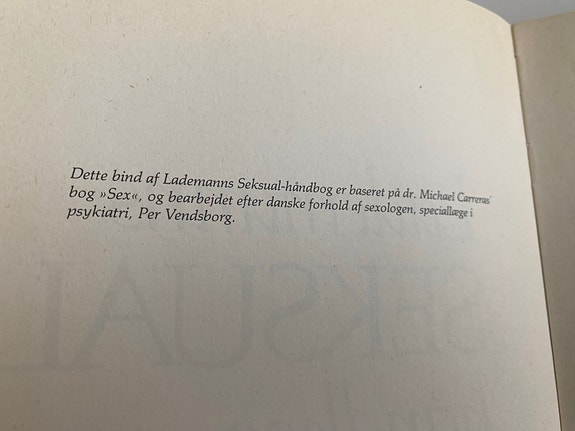 Dette bind af Lademanns Seksual-håndbog er baseret på dr. Michael Carreras'
bog »Sex«, og bearbejdet efter danske forhold af sexologen, speciallæge i
psykiatri, Per Vendsborg.